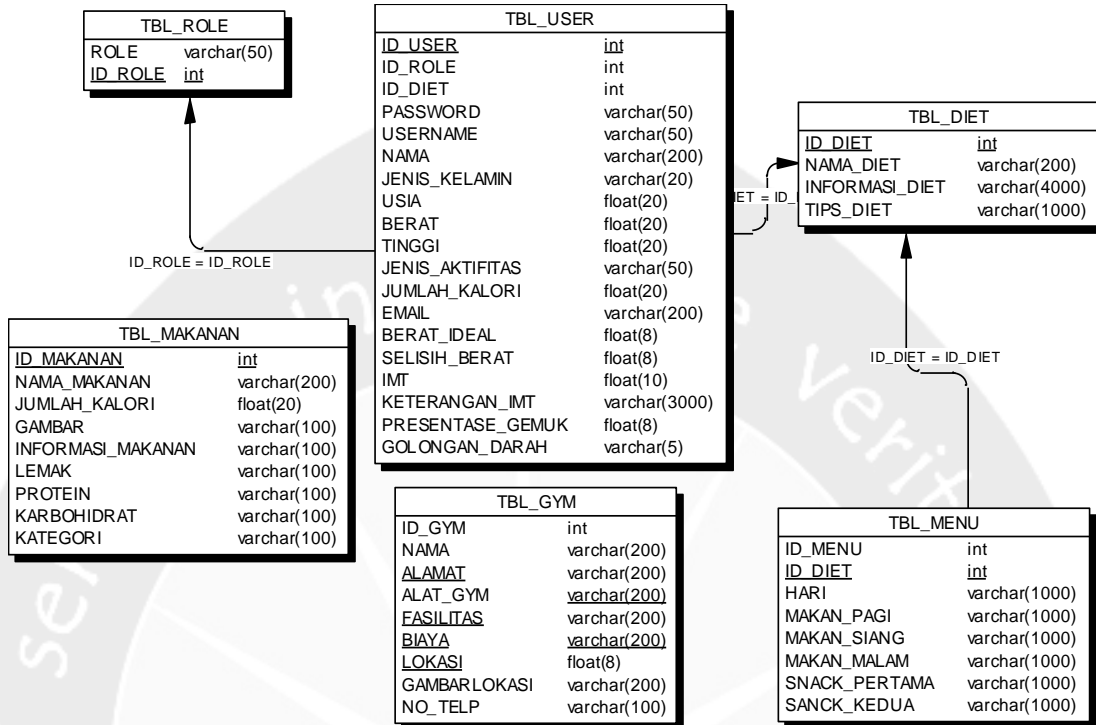 TBL_ROLE
ROLE varchar(50)
ID_ROLE int
TBL_USER
ID_USER int
ID_ROLE int
ID_DIET int
PASSWORD varchar(50)
USERNAME varchar(50)
NAMA varchar(200)
JENIS_KELAMIN varchar(20)
USIA float(20)
BERAT float(20)
TINGGI float(20)
JENIS_AKTIFITAS varchar(50)
JUMLAH_KALORI float(20)
EMAIL varchar(200)
BERAT_IDEAL float(8)
SELISIH_BERAT float(8)
IMT float(10)
KETERANGAN_IMT varchar(3000)
PRESENTASE_GEMUK float(8)
GOLONGAN_DARAH varchar(5)
TBL_DIET
ID_DIET int
NAMA_DIET varchar(200)
INFORMASI_DIET varchar(4000)
TIPS_DIET varchar(1000)
IET = ID_
ID_ROLE = ID_ROLE
ID_DIET = ID_DIET
TBL_MAKANAN
ID_MAKANAN int
NAMA_MAKANAN varchar(200)
JUMLAH_KALORI float(20)
GAMBAR varchar(100)
INFORMASI_MAKANAN varchar(100)
LEMAK varchar(100)
PROTEIN varchar(100)
KARBOHIDRAT varchar(100)
KATEGORI varchar(100)
TBL_GYM
ID_GYM int
NAMA varchar(200)
ALAMAT varchar(200)
ALAT_GYM varchar(200)
FASILITAS varchar(200)
BIAYA varchar(200)
LOKASI float(8)
GAMBARLOKASI varchar(200)
NO_TELP varchar(100)
TBL_MENU
ID_MENU int
ID_DIET int
HARI varchar(1000)
MAKAN_PAGI varchar(1000)
MAKAN_SIANG varchar(1000)
MAKAN_MALAM varchar(1000)
SNACK_PERTAMA varchar(1000)
SANCK_KEDUA varchar(1000)
in
verit
se